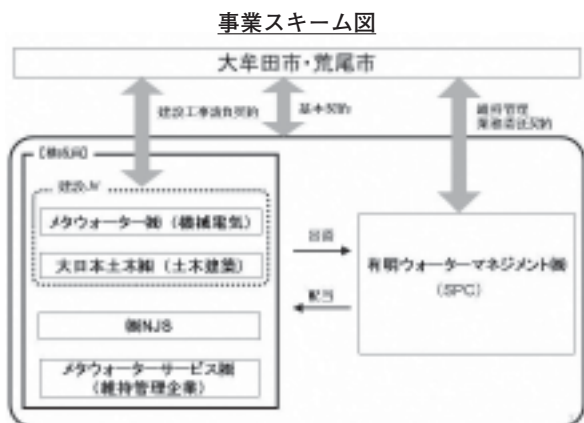 事業スキーム図
大牟田市・荒尾市
建設工事請負契約
基本契約
維持管理
業務委託契約
【構成員】
建設JV
メタウォーター㈱(機械電気)
大日本土木㈱(土木建築)
㈱NJS
メタウォーターサービス㈱
(維持管理企業)
出資
配当
有明ウォーターマネジメント㈱
(SPC)